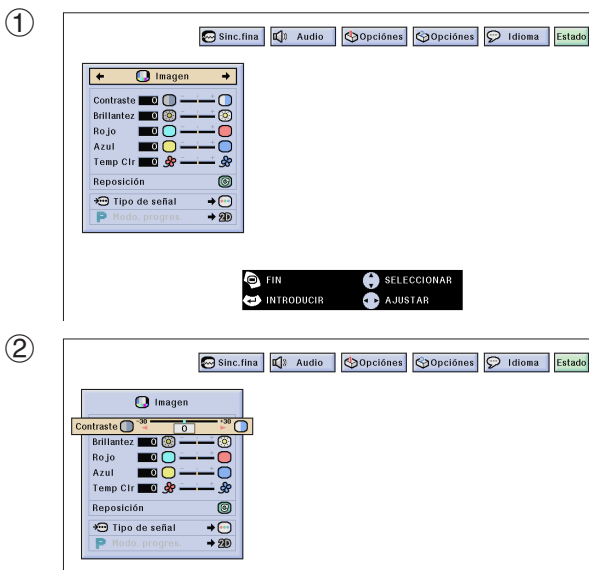 1
Sinc.fina Audio Opciónes Opciónes Idioma Estado
Imagen
Contraste 0
Brillantez 0
Rojo 0
Azul 0
Temp Clr 0
Reposición
Tipo de señal
P Modo. progres. 2D
FIN SELECCIONAR
INTRODUCIR AJUSTAR
2
Sinc.fina Audio Opciónes Opciónes Idioma Estado
Imagen
Contraste -30 0 +30
Brillantez 0
Rojo 0
Azul 0
Temp Clr 0
Reposición
Tipo de señal
P Modo. progres. 2D